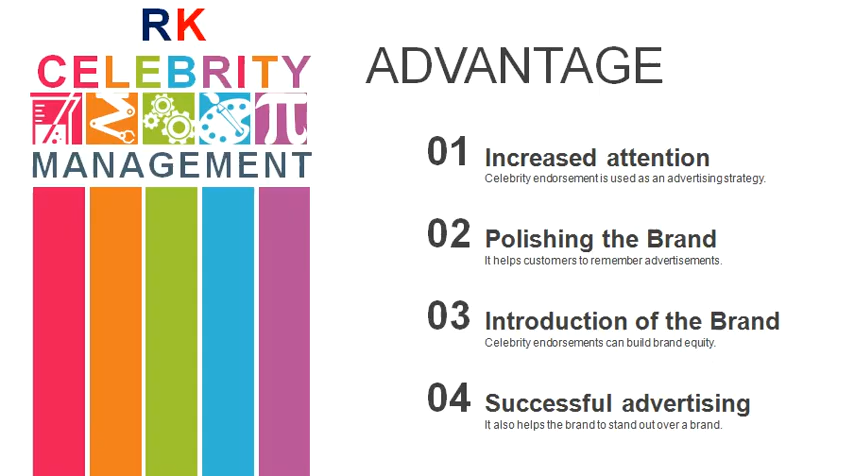 RK
CELEBRITY
MANAGEMENT
ADVANTAGE
01 Increased attention
Celebrity endorsement is used as an advertising strategy.
02 Polishing the Brand
It helps customers to remember advertisements.
03 Introduction of the Brand
Celebrity endorsements can build brand equity.
04 Successful advertising
It also helps the brand to stand out over a brand.